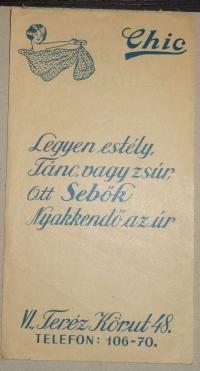 Chic
Legyen estély,
Tánc, vagy zsúr,
Ott Sebők
Nyakkendő az úr
VI., Teréz Körut 48.
TELEFON: 106-70.